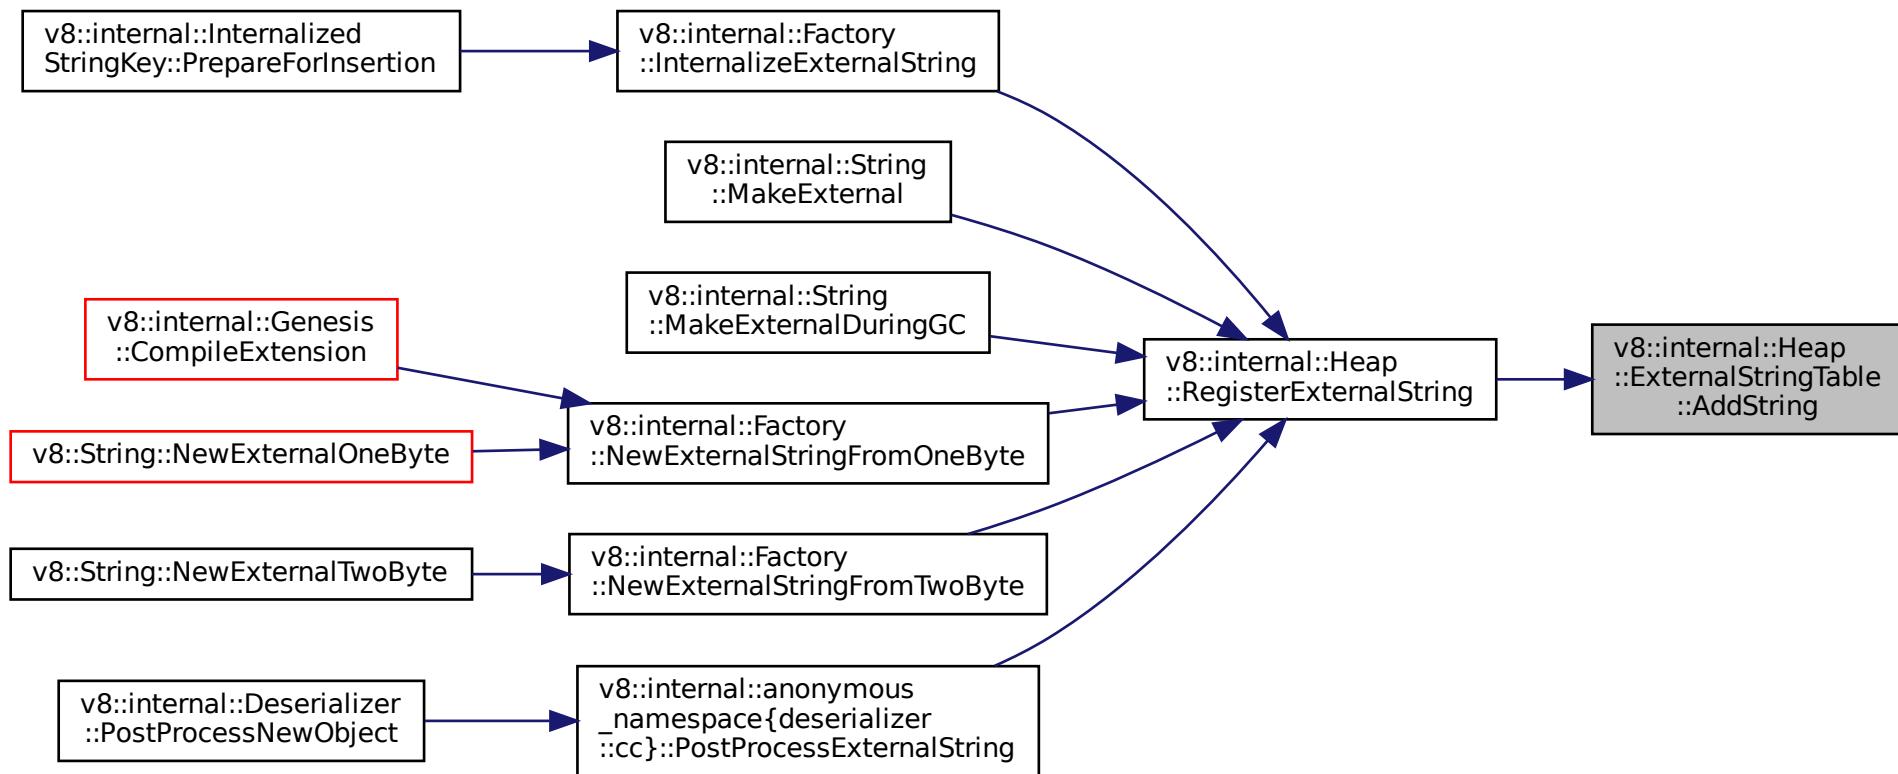 v8::internal::Internalized
StringKey::PrepareForInsertion
v8::internal::Factory
::InternalizeExternalString
v8::internal::String
::MakeExternal
v8::internal::String
::MakeExternalDuringGC
v8::internal::Genesis
::CompileExtension
v8::internal::Heap
::RegisterExternalString
v8::internal::Heap
::ExternalStringTable
::AddString
v8::String::NewExternalOneByte
v8::internal::Factory
::NewExternalStringFromOneByte
v8::String::NewExternalTwoByte
v8::internal::Factory
::NewExternalStringFromTwoByte
v8::internal::Deserializer
::PostProcessNewObject
v8::internal::anonymous
_namespace{deserializer
::cc}::PostProcessExternalString